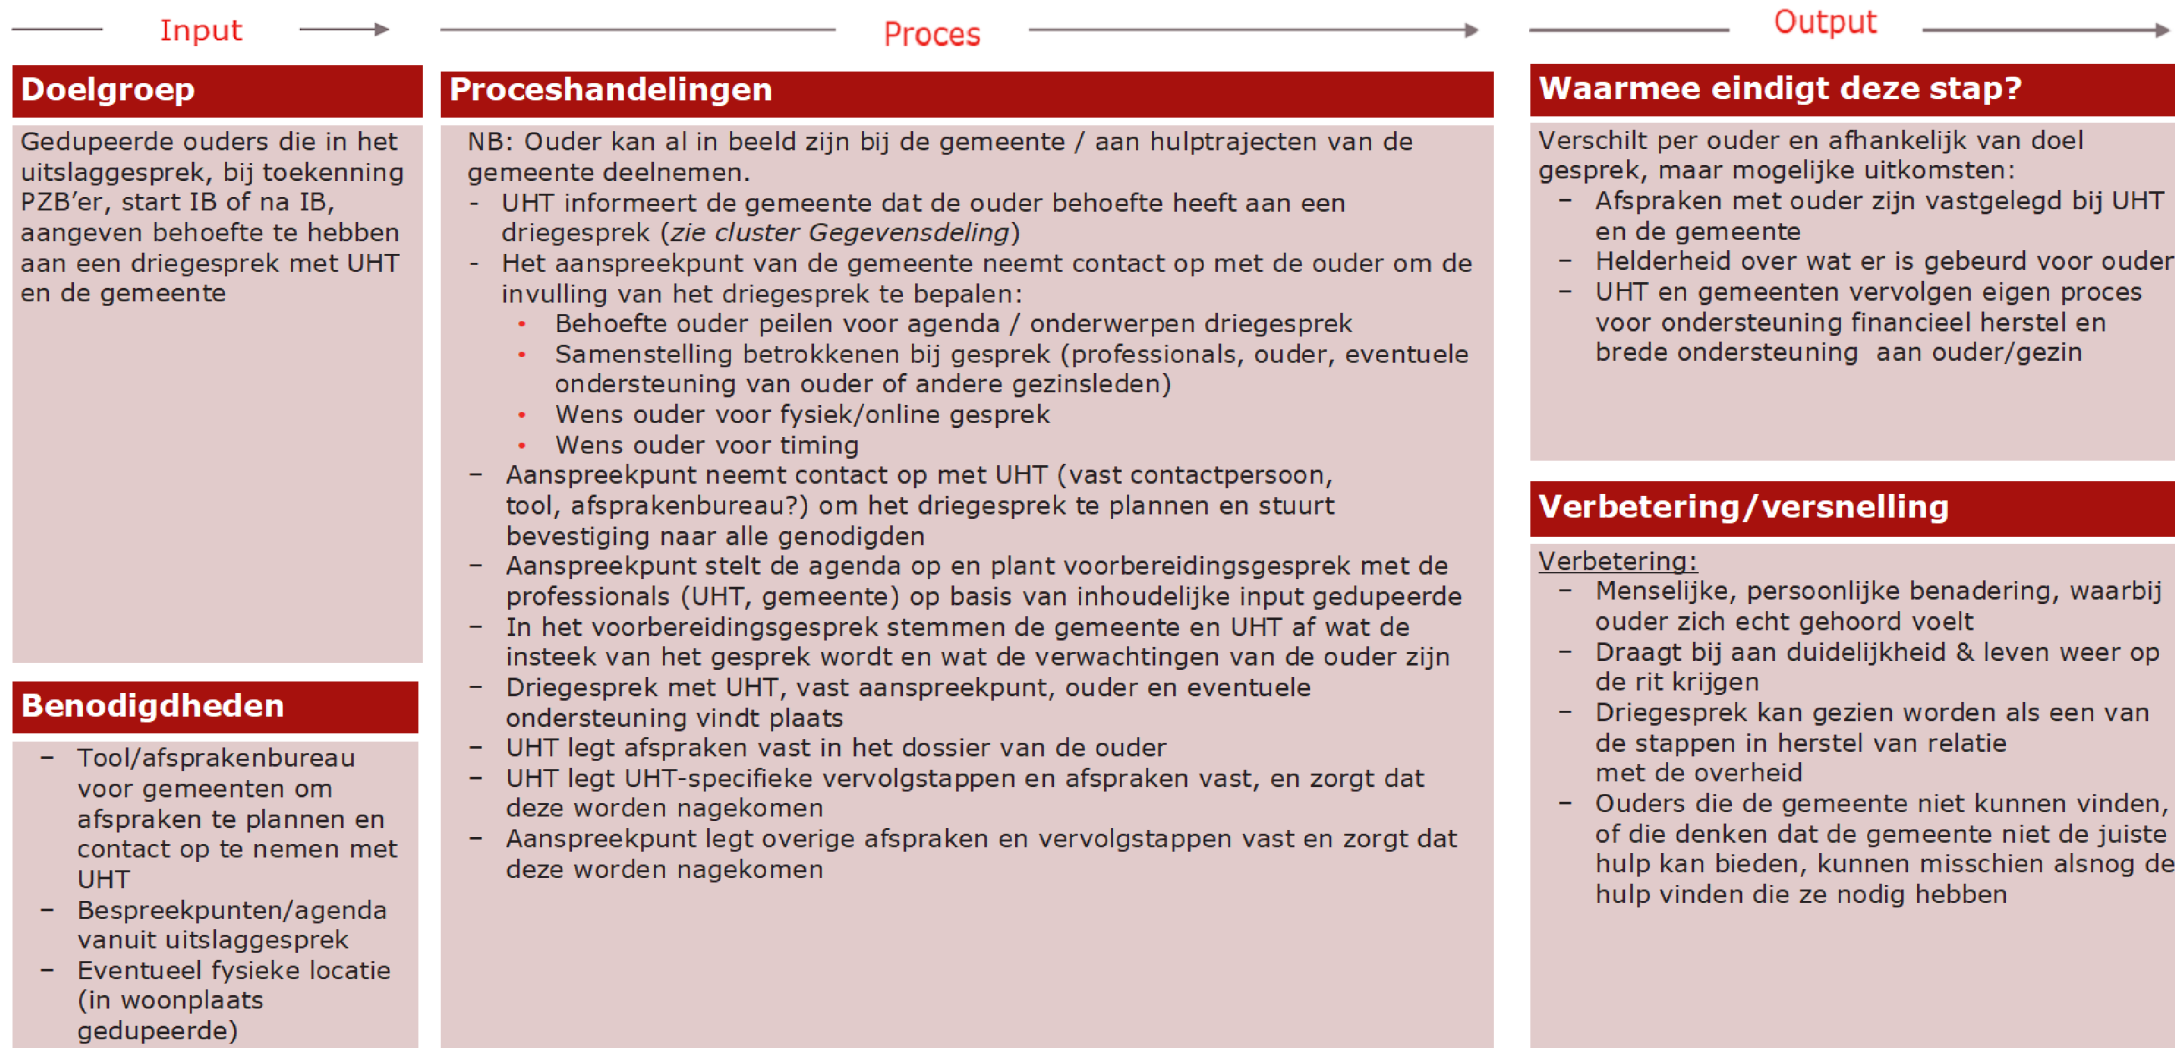 Input
Proces
Output
Doelgroep
Gedupeerde ouders die in het
uitslaggesprek, bij toekenning
PZB’er, start IB of na IB,
aangeven behoefte te hebben
aan een driegesprek met UHT
en de gemeente
Benodigdheden
– Tool/afsprakenbureau
voor gemeenten om
afspraken te plannen en
contact op te nemen met
UHT
– Bespreekpunten/agenda
vanuit uitslaggesprek
– Eventueel fysieke locatie
(in woonplaats
gedupeerde)
Proceshandelingen
NB: Ouder kan al in beeld zijn bij de gemeente / aan hulptrajecten van de
gemeente deelnemen.
- UHT informeert de gemeente dat de ouder behoefte heeft aan een
driegesprek (zie cluster Gegevensdeling)
- Het aanspreekpunt van de gemeente neemt contact op met de ouder om de
invulling van het driegesprek te bepalen:
• Behoefte ouder peilen voor agenda / onderwerpen driegesprek
• Samenstelling betrokkenen bij gesprek (professionals, ouder, eventuele
ondersteuning van ouder of andere gezinsleden)
• Wens ouder voor fysiek/online gesprek
• Wens ouder voor timing
– Aanspreekpunt neemt contact op met UHT (vast contactpersoon,
tool, afsprakenbureau?) om het driegesprek te plannen en stuurt
bevestiging naar alle genodigden
– Aanspreekpunt stelt de agenda op en plant voorbereidingsgesprek met de
professionals (UHT, gemeente) op basis van inhoudelijke input gedupeerde
– In het voorbereidingsgesprek stemmen de gemeente en UHT af wat de
insteek van het gesprek wordt en wat de verwachtingen van de ouder zijn
– Driegesprek met UHT, vast aanspreekpunt, ouder en eventuele
ondersteuning vindt plaats
– UHT legt afspraken vast in het dossier van de ouder
– UHT legt UHT-specifieke vervolgstappen en afspraken vast, en zorgt dat
deze worden nagekomen
– Aanspreekpunt legt overige afspraken en vervolgstappen vast en zorgt dat
deze worden nagekomen
Waarmee eindigt deze stap?
Verschilt per ouder en afhankelijk van doel
gesprek, maar mogelijke uitkomsten:
– Afspraken met ouder zijn vastgelegd bij UHT
en de gemeente
– Helderheid over wat er is gebeurd voor ouder
– UHT en gemeenten vervolgen eigen proces
voor ondersteuning financieel herstel en
brede ondersteuning aan ouder/gezin
Verbetering/versnelling
Verbetering:
– Menselijke, persoonlijke benadering, waarbij
ouder zich echt gehoord voelt
– Draagt bij aan duidelijkheid & leven weer op
de rit krijgen
– Driegesprek kan gezien worden als een van
de stappen in herstel van relatie
met de overheid
– Ouders die de gemeente niet kunnen vinden,
of die denken dat de gemeente niet de juiste
hulp kan bieden, kunnen misschien alsnog de
hulp vinden die ze nodig hebben